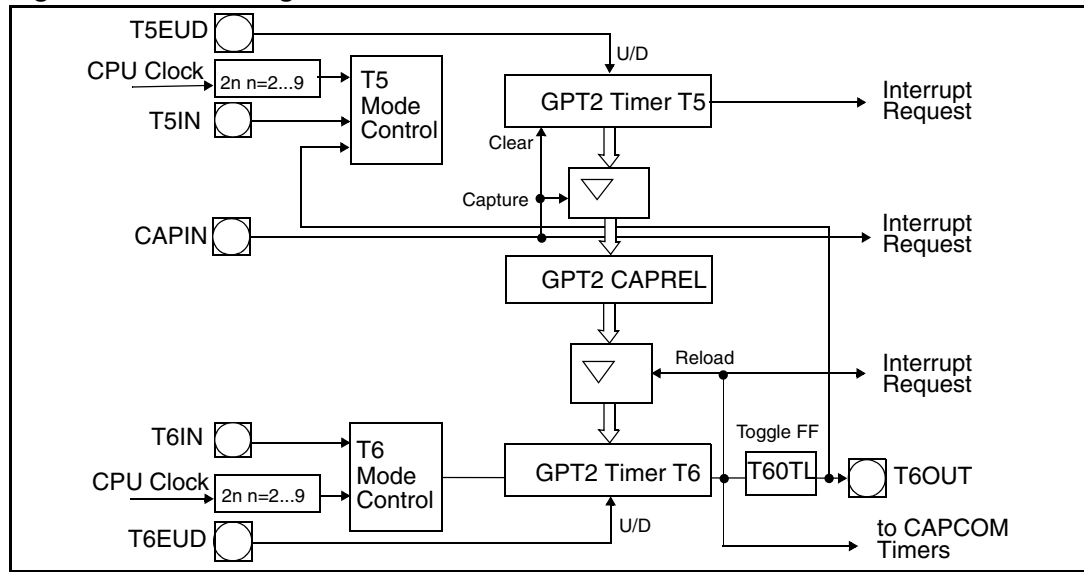 T5EUD
U/D
CPU Clock
2n n=2...9
T5
Mode
Control
T5IN
GPT2 Timer T5
Interrupt
Request
Clear
Capture
CAPIN
Interrupt
Request
GPT2 CAPREL
Reload
Interrupt
Request
T6IN
T6
Mode
Control
Toggle FF
GPT2 Timer T6
T60TL
T6OUT
CPU Clock
2n n=2...9
U/D
T6EUD
to CAPCOM
Timers